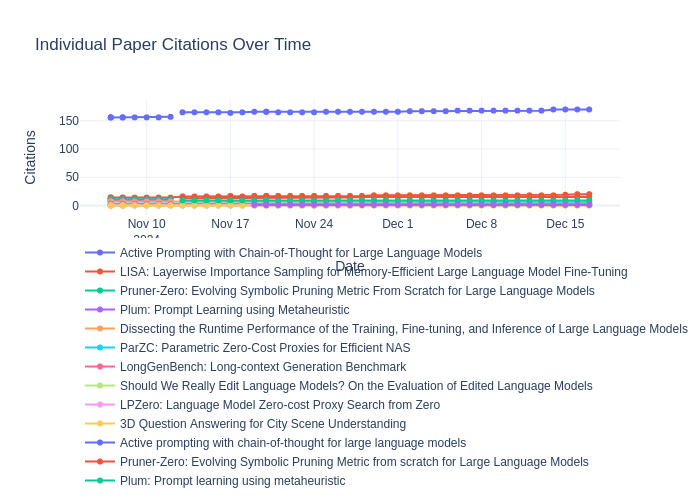 Individual Paper Citations Over Time
Citations
150
100
50
0
Nov 10
2024
Nov 17
Nov 24
Dec 1
Dec 8
Dec 15
Date
Active Prompting with Chain-of-Thought for Large Language Models
LISA: Layerwise Importance Sampling for Memory-Efficient Large Language Model Fine-Tuning
Pruner-Zero: Evolving Symbolic Pruning Metric From Scratch for Large Language Models
Plum: Prompt Learning using Metaheuristic
Dissecting the Runtime Performance of the Training, Fine-tuning, and Inference of Large Language Models
ParZC: Parametric Zero-Cost Proxies for Efficient NAS
LongGenBench: Long-context Generation Benchmark
Should We Really Edit Language Models? On the Evaluation of Edited Language Models
LPZero: Language Model Zero-cost Proxy Search from Zero
3D Question Answering for City Scene Understanding
Active prompting with chain-of-thought for large language models
Pruner-Zero: Evolving Symbolic Pruning Metric from scratch for Large Language Models
Plum: Prompt learning using metaheuristic